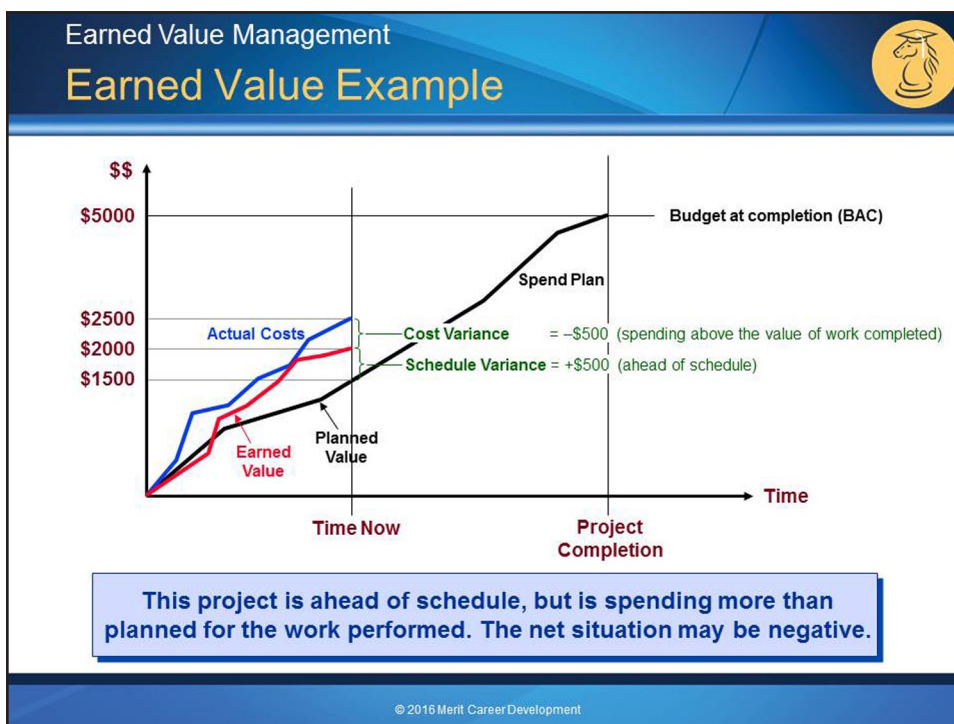 Earned Value Management
Earned Value Example
$$
$5000
Budget at completion (BAC)
Spend Plan
$2500
Actual Costs
Cost Variance = –$500 (spending above the value of work completed)
$2000
Schedule Variance = +$500 (ahead of schedule)
$1500
Earned
Value
Planned
Value
Time
Time Now
Project
Completion
This project is ahead of schedule, but is spending more than
planned for the work performed. The net situation may be negative.
© 2016 Merit Career Development